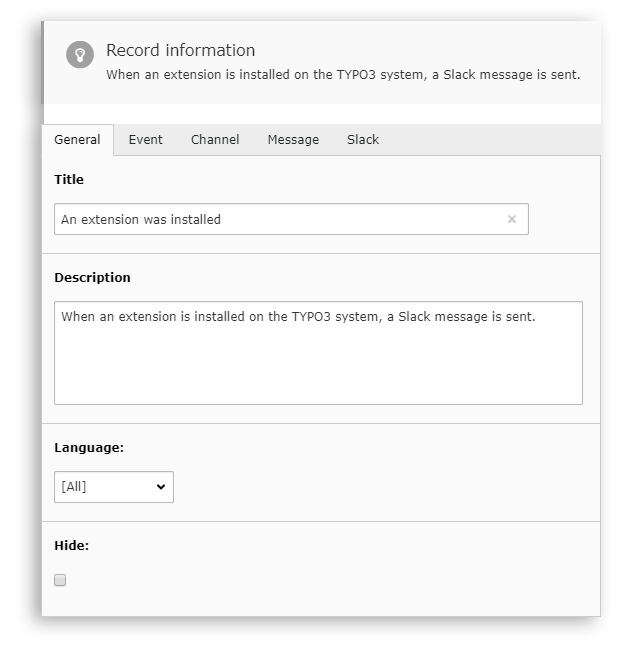 Record information
When an extension is installed on the TYPO3 system, a Slack message is sent.
General Event Channel Message Slack
Title
An extension was installed
Description
When an extension is installed on the TYPO3 system, a Slack message is sent.
Language:
[All]
Hide: